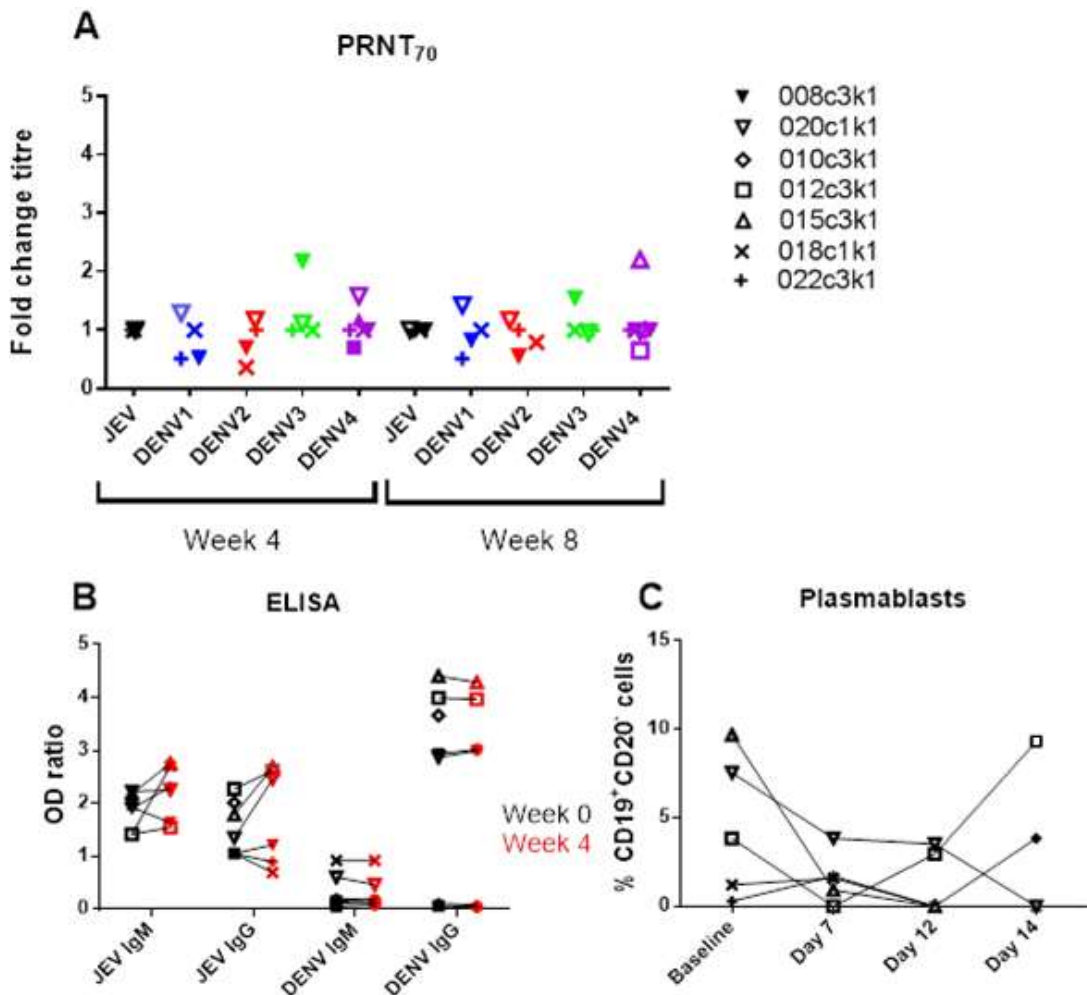 A
PRNT70
Fold change titre
5
4
3
2
1
0
JEV
DENV1
DENV2
DENV3
DENV4
JEV
DENV1
DENV2
DENV3
DENV4
Week 4
Week 8
008c3k1
020c1k1
010c3k1
012c3k1
015c3k1
018c1k1
022c3k1
B
ELISA
OD ratio
5
4
3
2
1
0
JEV IgM
JEV IgG
DENV IgM
DENV IgG
Week 0
Week 4
C
Plasmablasts
% CD19+CD20- cells
15
10
5
0
Baseline
Day 7
Day 12
Day 14